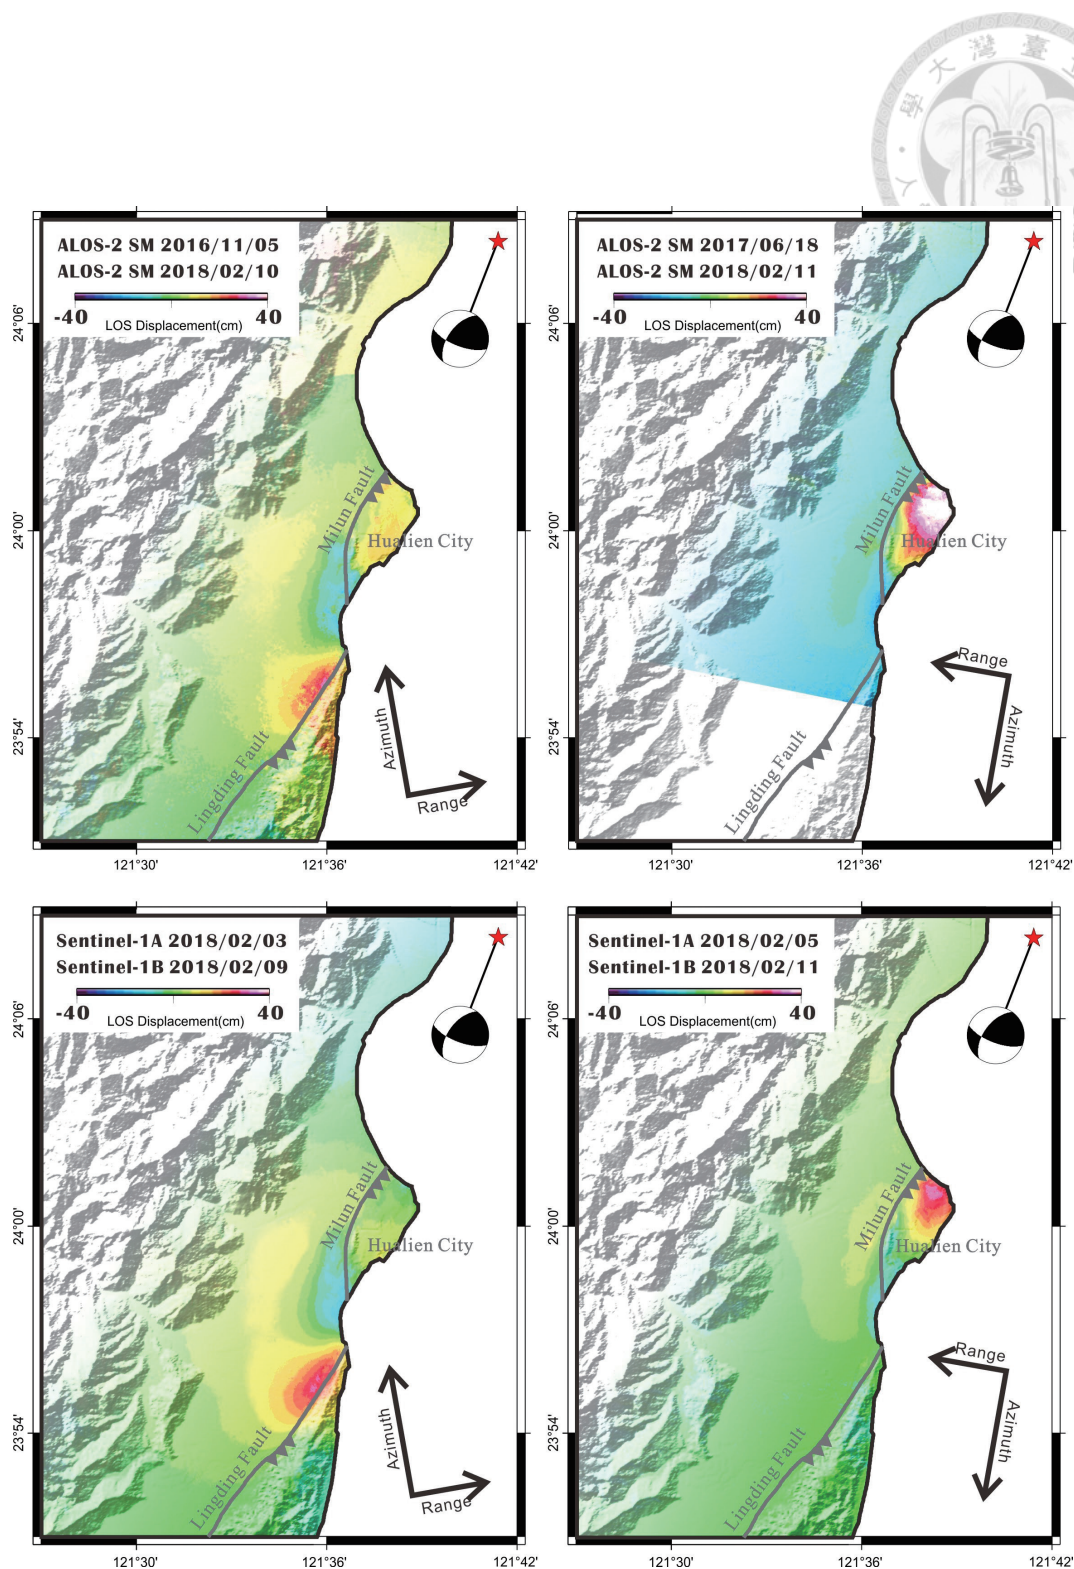 臺
灣
大
學
ALOS-2 SM 2016/11/05
ALOS-2 SM 2018/02/10
-40
40
LOS Displacement(cm)
24°06'
24°00'
23°54'
Milun Fault
Hualien City
Lingding Fault
Azimuth
Range
121°30'
121°36'
121°42'
ALOS-2 SM 2017/06/18
ALOS-2 SM 2018/02/11
-40
40
LOS Displacement(cm)
24°06'
24°00'
23°54'
Milun Fault
Hualien City
Lingding Fault
Range
Azimuth
121°30'
121°36'
121°42'
Sentinel-1A 2018/02/03
Sentinel-1B 2018/02/09
-40
40
LOS Displacement(cm)
24°06'
24°00'
23°54'
Milun Fault
Hualien City
Lingding Fault
Azimuth
Range
121°30'
121°36'
121°42'
Sentinel-1A 2018/02/05
Sentinel-1B 2018/02/11
-40
40
LOS Displacement(cm)
24°06'
24°00'
23°54'
Milun Fault
Hualien City
Lingding Fault
Range
Azimuth
121°30'
121°36'
121°42'